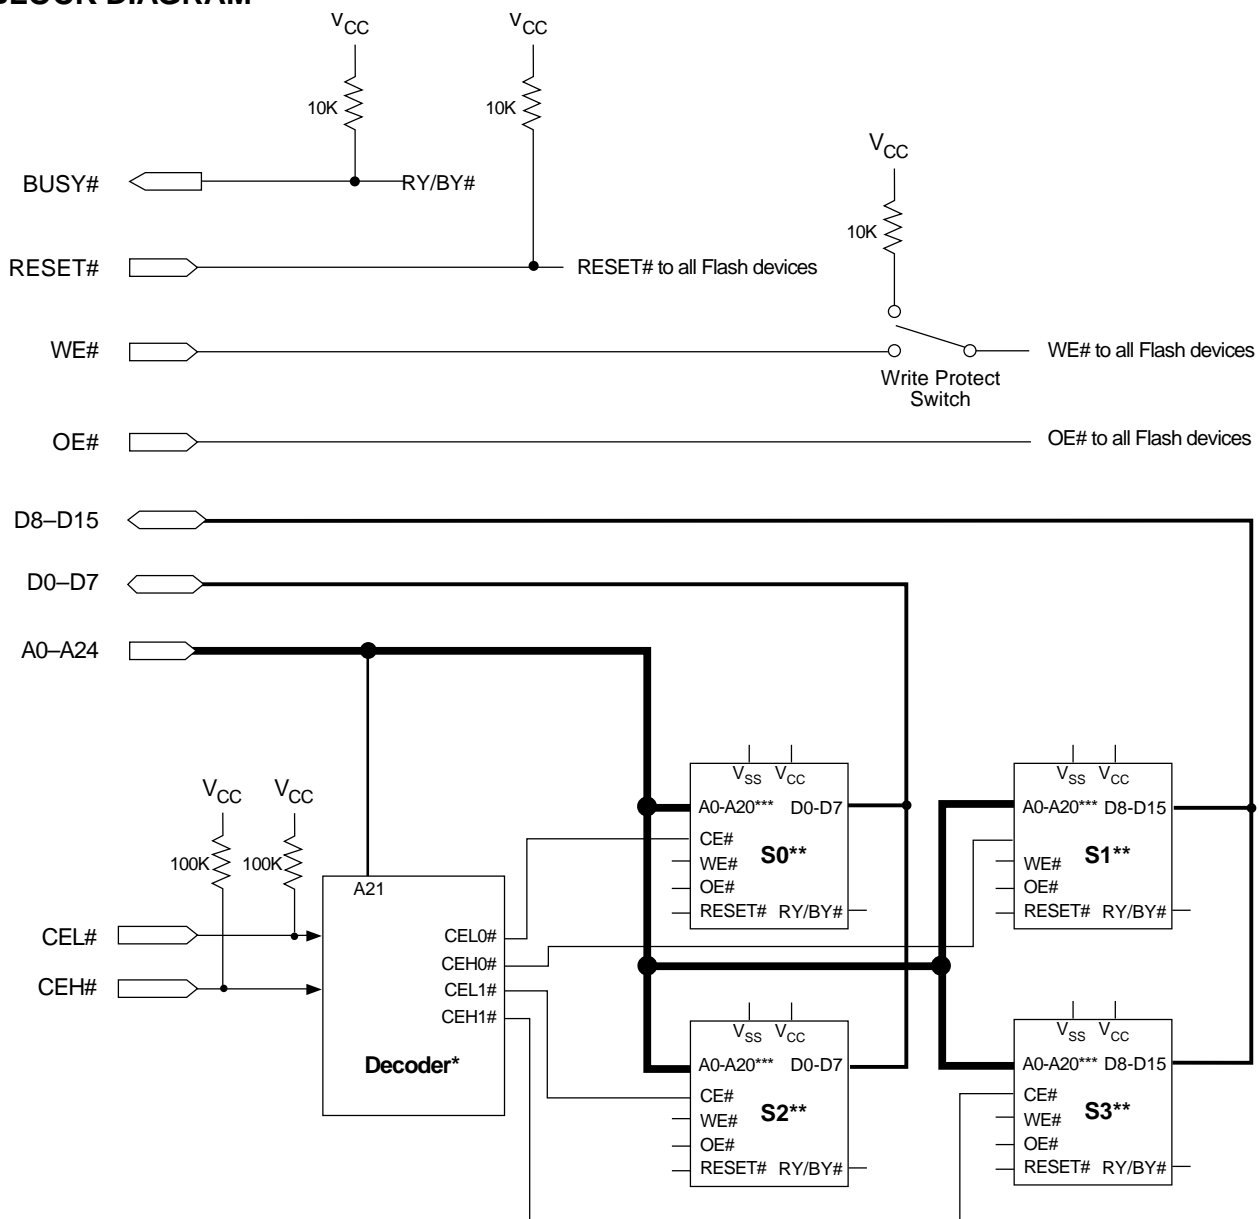 BLOCK DIAGRAM
VCC
VCC
10K
10K
VCC
BUSY#
RY/BY#
10K
RESET#
RESET# to all Flash devices
WE#
WE# to all Flash devices
Write Protect
Switch
OE#
OE# to all Flash devices
D8–D15
D0–D7
A0–A24
VCC
VCC
100K
100K
A21
CEL#
CEH#
CEL0#
CEH0#
CEL1#
CEH1#
Decoder*
VSS VCC
A0-A20*** D0-D7
CE#
S0**
WE#
OE#
RESET# RY/BY#
VSS VCC
A0-A20*** D8-D15
S1**
WE#
OE#
RESET# RY/BY#
VSS VCC
A0-A20*** D0-D7
CE#
S2**
WE#
OE#
RESET# RY/BY#
VSS VCC
A0-A20*** D8-D15
CE#
S3**
WE#
OE#
RESET# RY/BY#